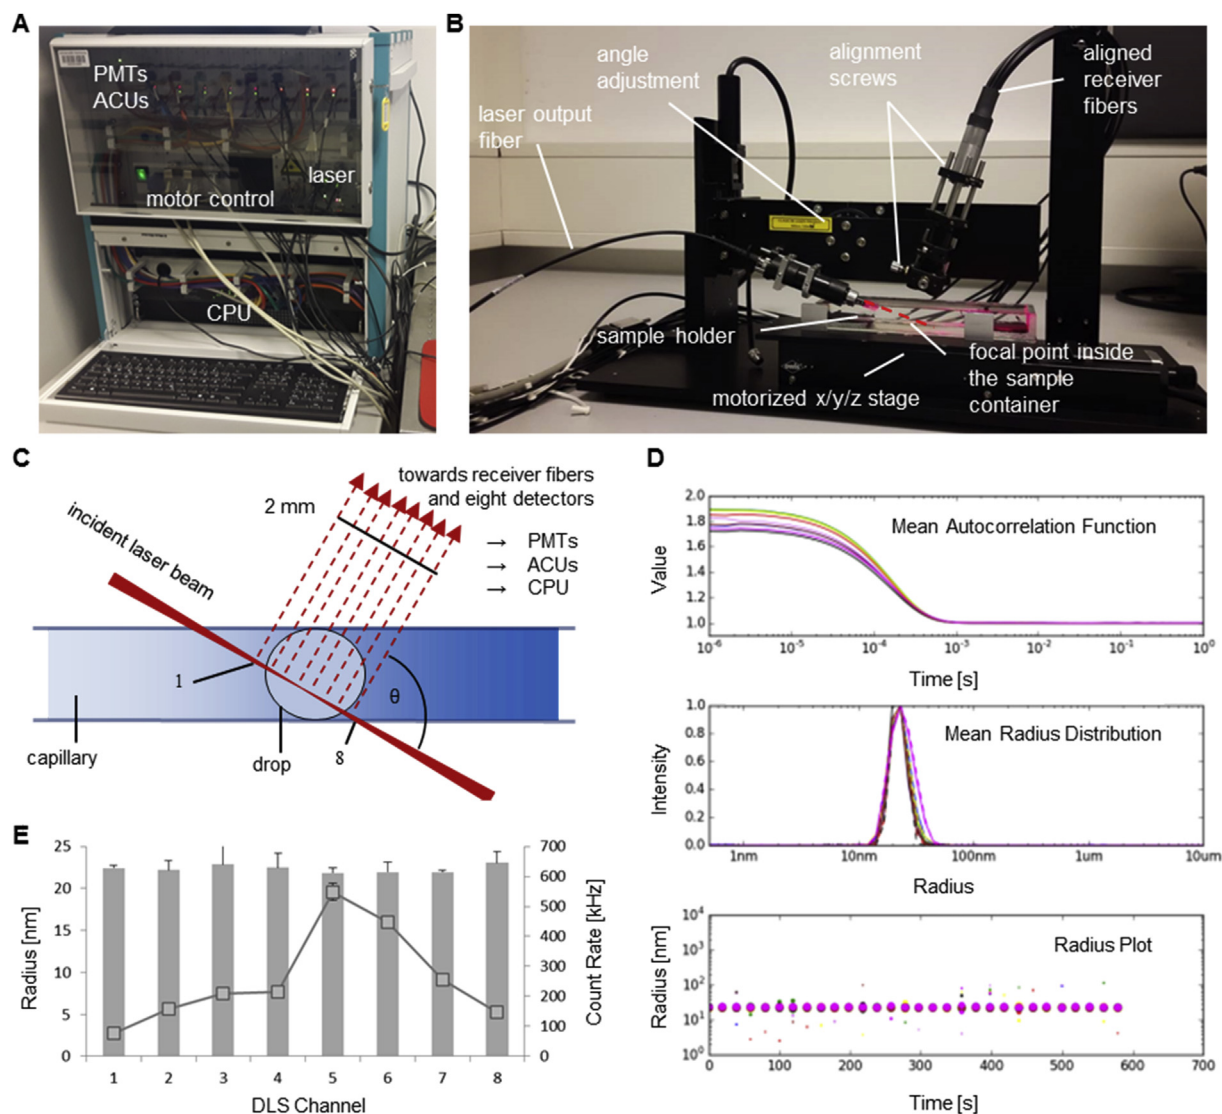 A
PMTs
ACUs
laser
motor control
CPU
B
angle
adjustment
alignment
screws
aligned
receiver
fibers
laser output
fiber
sample holder
motorized x/y/z stage
focal point inside
the sample
container
C
incident laser beam
2 mm
towards receiver fibers
and eight detectors
→ PMTs
→ ACUs
→ CPU
1
θ
8
capillary
drop
D
Mean Autocorrelation Function
Value
2.0
1.8
1.6
1.4
1.2
1.0
10⁻⁶ 10⁻⁵ 10⁻⁴ 10⁻³ 10⁻² 10⁻¹ 10⁰
Time [s]
Mean Radius Distribution
Intensity
1.0
0.8
0.6
0.4
0.2
0.0
1nm 10nm 100nm 1um 10um
Radius
Radius Plot
Radius [nm]
10⁴
10³
10²
10¹
10⁰
0 100 200 300 400 500 600 700
Time [s]
E
Radius [nm]
25
20
15
10
5
0
Count Rate [kHz]
700
600
500
400
300
200
100
0
1 2 3 4 5 6 7 8
DLS Channel